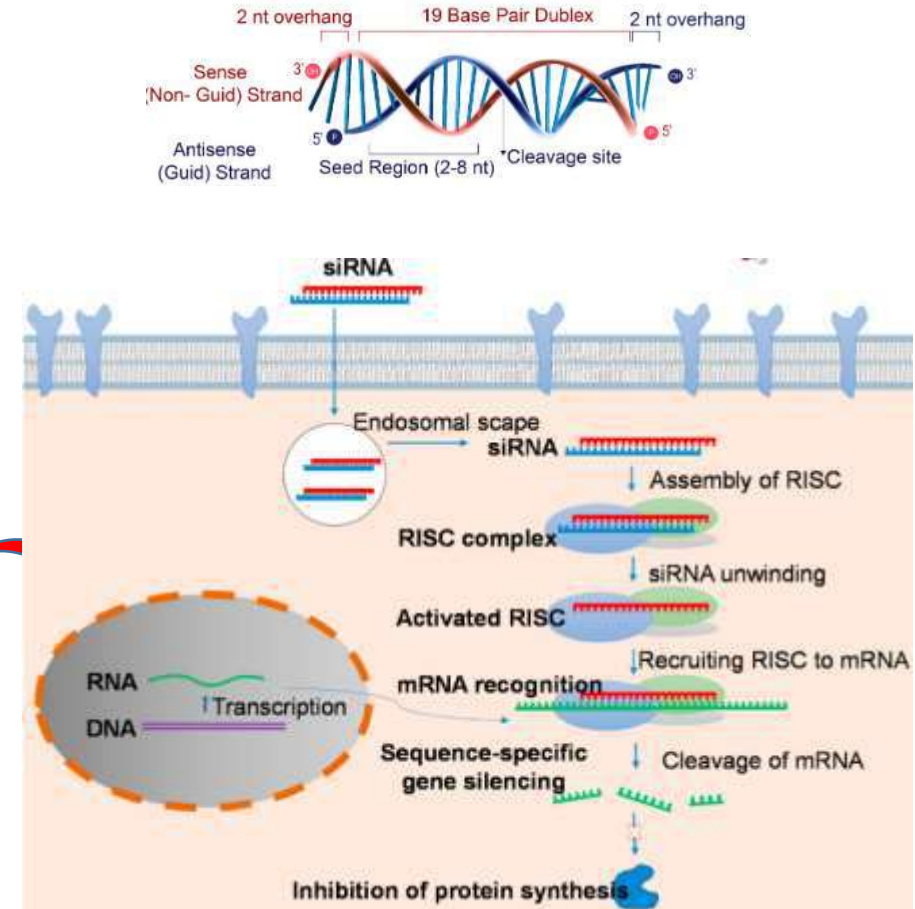 2 nt overhang
19 Base Pair Dublex
2 nt overhang
Sense
(Non- Guid) Strand
3' OH
OH 3'
5' P
P 5'
Antisense
(Guid) Strand
Seed Region (2-8 nt)
Cleavage site
siRNA
Endosomal scape
siRNA
Assembly of RISC
RISC complex
siRNA unwinding
Activated RISC
Recruiting RISC to mRNA
mRNA recognition
RNA
Transcription
DNA
Sequence-specific
gene silencing
Cleavage of mRNA
Inhibition of protein synthesis